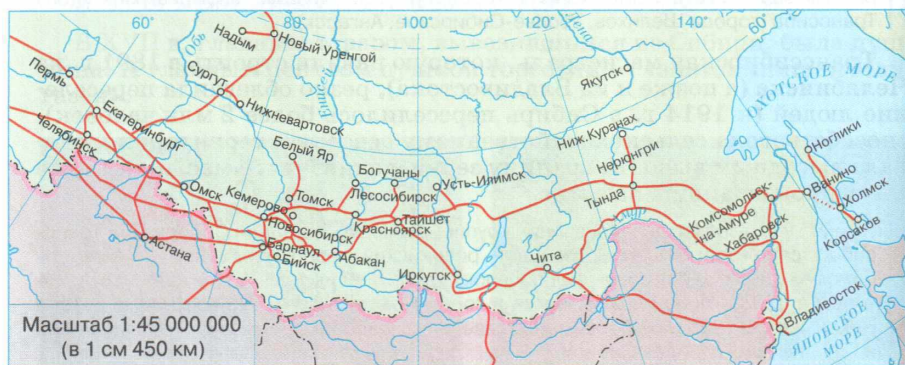 60°
80°
100°
120°
140°
60°
Надым
Новый Уренгой
Обь
Енисей
Лена
Пермь
Сургут
Якутск
ОХОТСКОЕ МОРЕ
Екатеринбург
Нижневартовск
Челябинск
Белый Яр
Ниж.Куранах
Ноглики
Богучаны
Нерюнгри
Лесосибирск
Усть-Илимск
Омск
Томск
Кемерово
Тында
Комсомольск-
на-Амуре
Ванино
Холмск
Корсаков
Амур
Новосибирск
Красноярск
Тайшет
Хабаровск
Астана
Барнаул
Бийск
Абакан
Иркутск
Чита
Владивосток
ЯПОНСКОЕ
МОРЕ
Масштаб 1:45 000 000
(в 1 см 450 км)